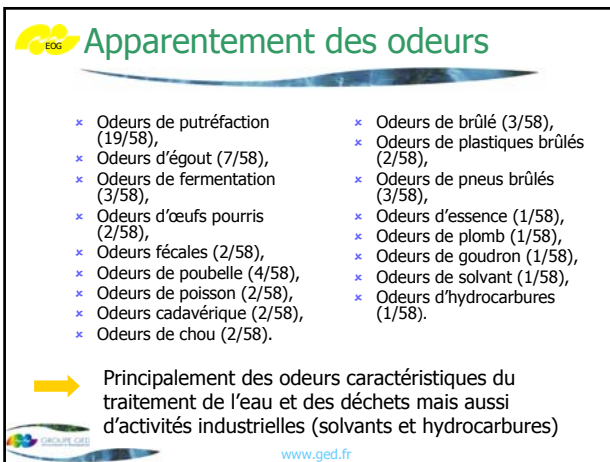 EOG
Apparentement des odeurs
× Odeurs de putréfaction
(19/58),
× Odeurs d'égout (7/58),
× Odeurs de fermentation
(3/58),
× Odeurs d'œufs pourris
(2/58),
× Odeurs fécales (2/58),
× Odeurs de poubelle (4/58),
× Odeurs de poisson (2/58),
× Odeurs cadavérique (2/58),
× Odeurs de chou (2/58).
× Odeurs de brûlé (3/58),
× Odeurs de plastiques brûlés
(2/58),
× Odeurs de pneus brûlés
(3/58),
× Odeurs d'essence (1/58),
× Odeurs de plomb (1/58),
× Odeurs de goudron (1/58),
× Odeurs de solvant (1/58),
× Odeurs d'hydrocarbures
(1/58).
Principalement des odeurs caractéristiques du
traitement de l'eau et des déchets mais aussi
d'activités industrielles (solvants et hydrocarbures)
GROUPE GED
www.ged.fr